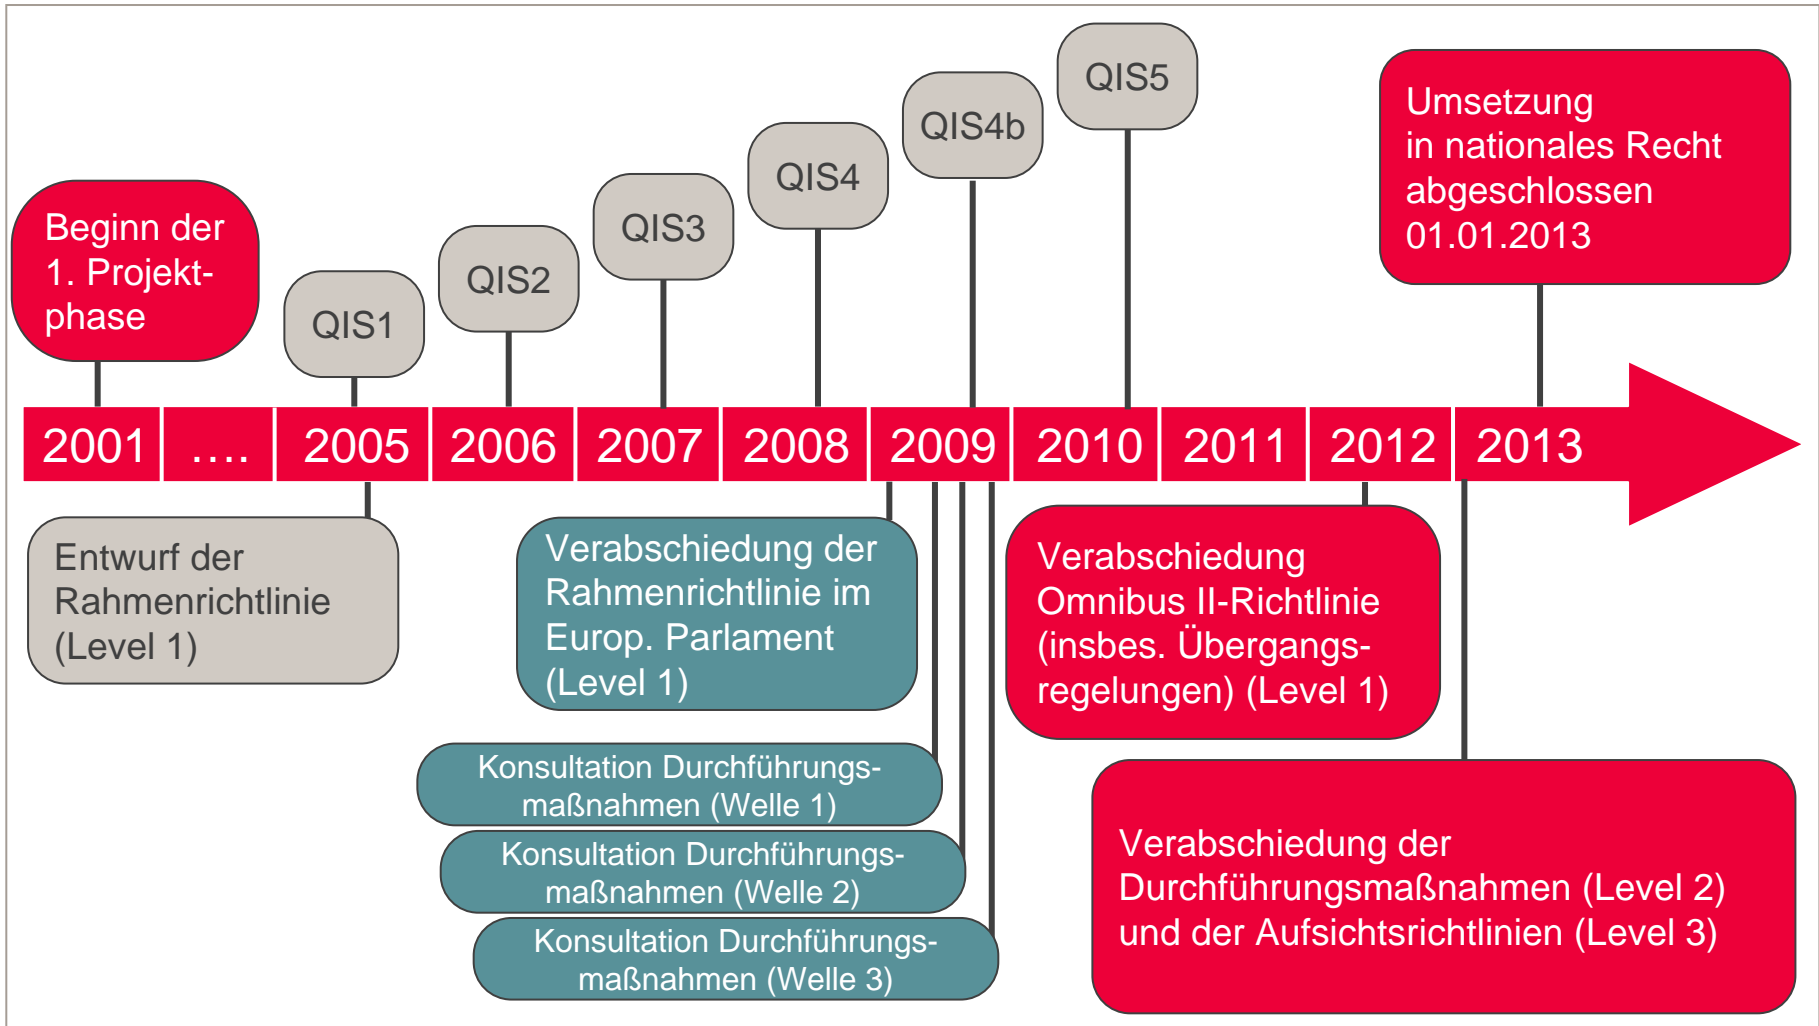 Beginn der
1. Projekt-
phase
QIS1
QIS2
QIS3
QIS4
QIS4b
QIS5
Umsetzung
in nationales Recht
abgeschlossen
01.01.2013
2001 …. 2005 2006 2007 2008 2009 2010 2011 2012 2013
Entwurf der
Rahmenrichtlinie
(Level 1)
Verabschiedung der
Rahmenrichtlinie im
Europ. Parlament
(Level 1)
Konsultation Durchführungs-
maßnahmen (Welle 1)
Konsultation Durchführungs-
maßnahmen (Welle 2)
Konsultation Durchführungs-
maßnahmen (Welle 3)
Verabschiedung
Omnibus II-Richtlinie
(insbes. Übergangs-
regelungen) (Level 1)
Verabschiedung der
Durchführungsmaßnahmen (Level 2)
und der Aufsichtsrichtlinien (Level 3)